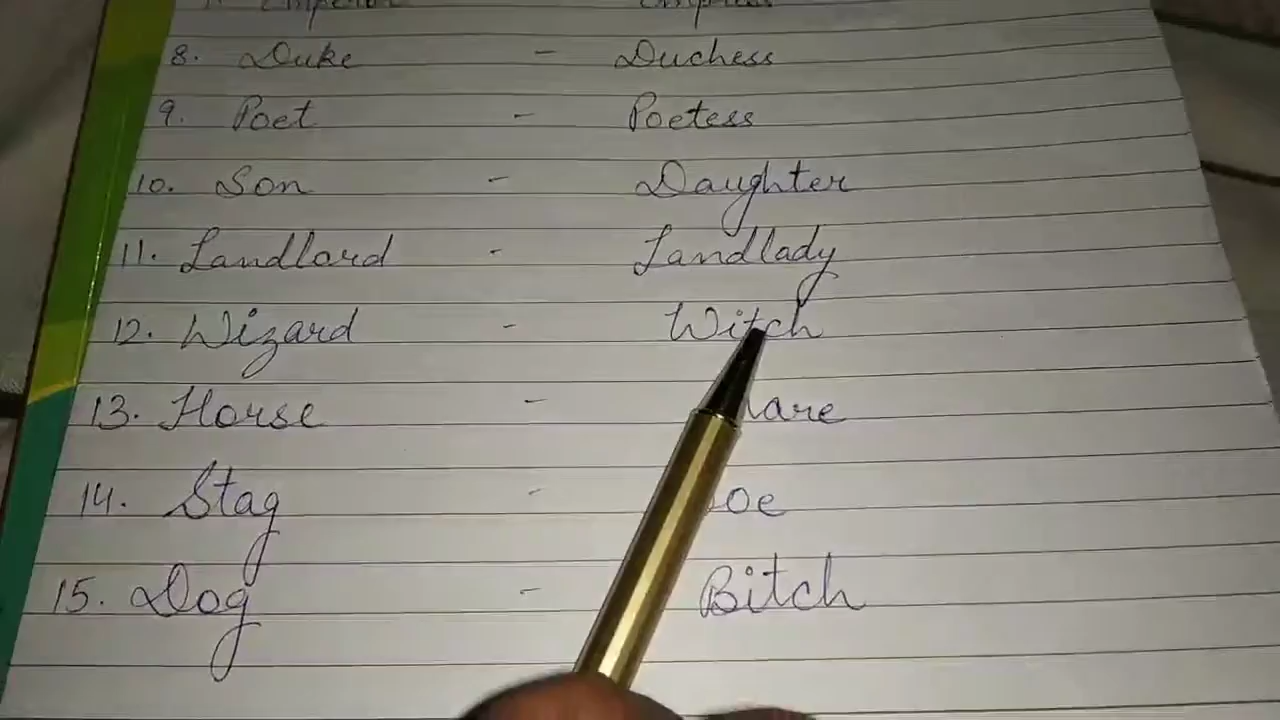 8. Duke - Duchess
9. Poet - Poetess
10. Son - Daughter
11. Landlord - Landlady
12. Wizard - Witch
13. Horse -
14. Stag -
15. Dog - Bitch